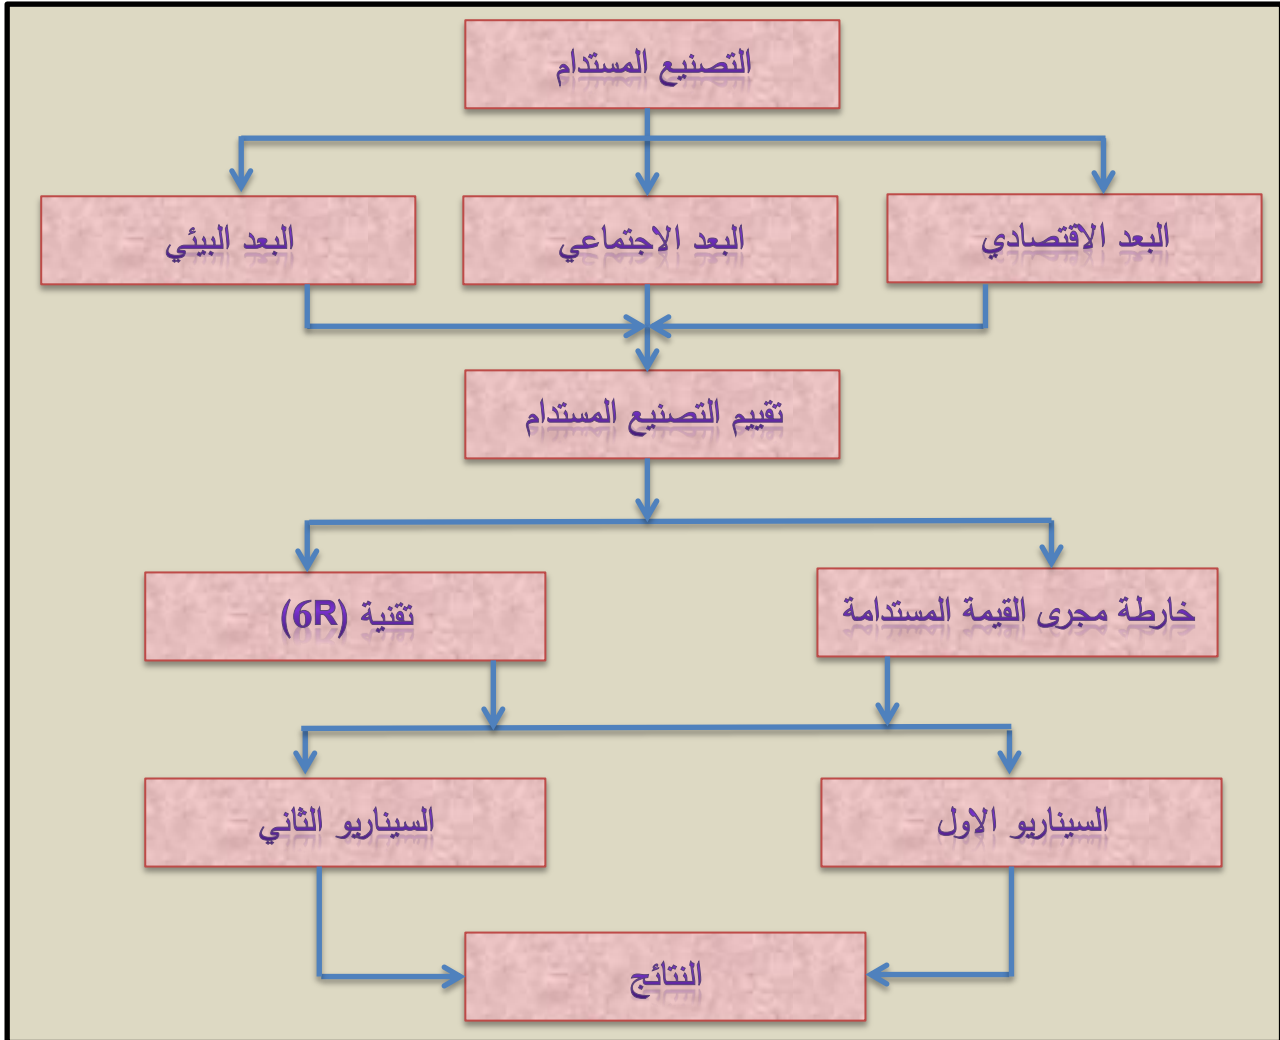 التصنيع المستدام
البعد الاقتصادي
البعد الاجتماعي
البعد البيئي
تقييم التصنيع المستدام
خارطة مجرى القيمة المستدامة
تقنية (6R)
السيناريو الاول
السيناريو الثاني
النتائج